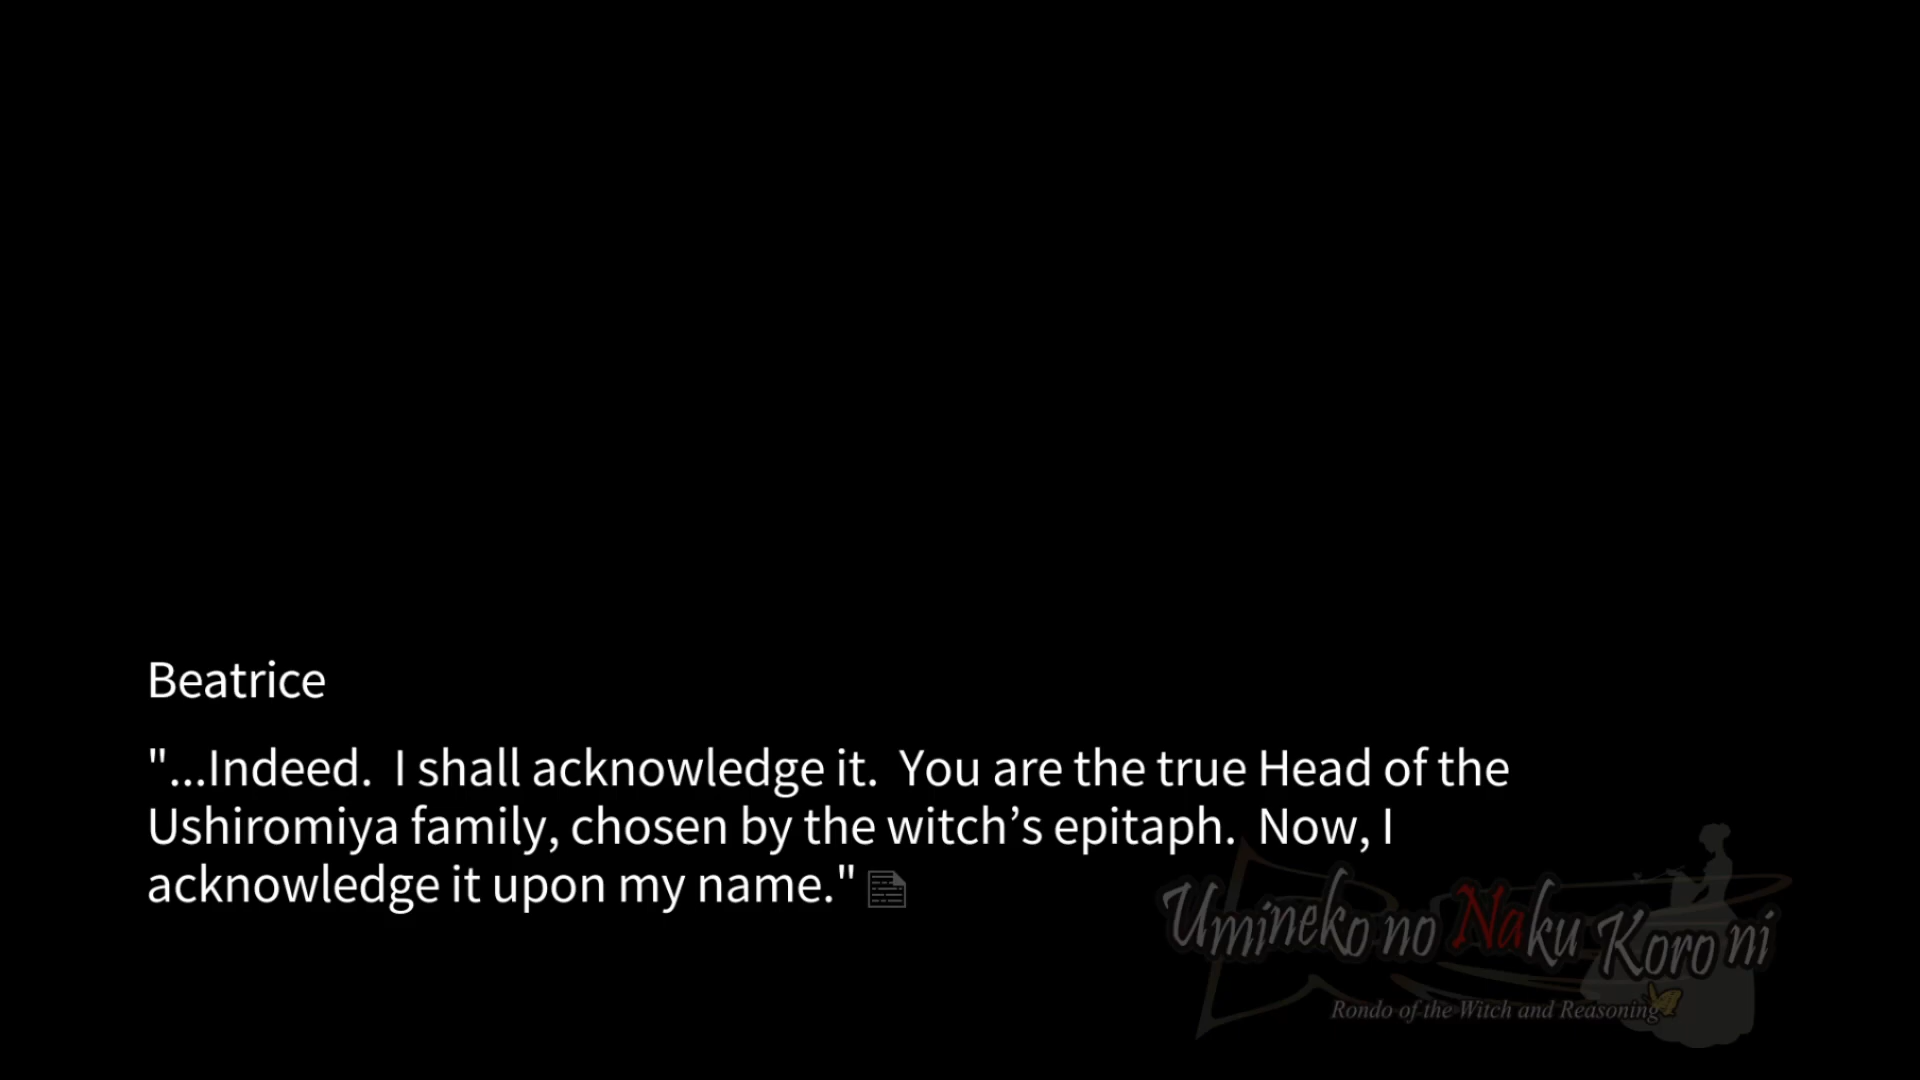 Beatrice
"...Indeed.  I shall acknowledge it.  You are the true Head of the
Ushiromiya family, chosen by the witch’s epitaph.  Now, I
acknowledge it upon my name."
Umineko no Naku Koro ni
Rondo of the Witch and Reasoning